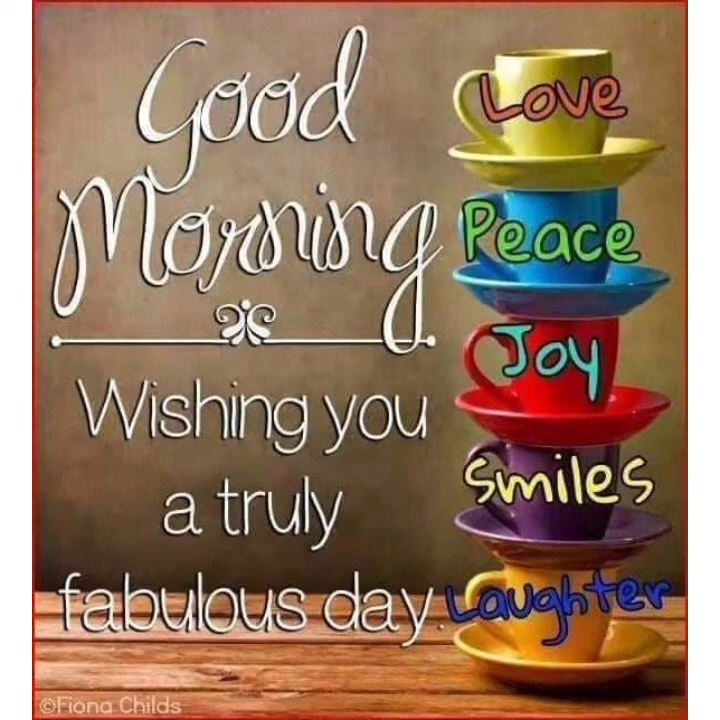 Good
Morning
Wishing you
a truly
fabulous day.
Love
Peace
Joy
Smiles
Laughter
©Fiona Childs